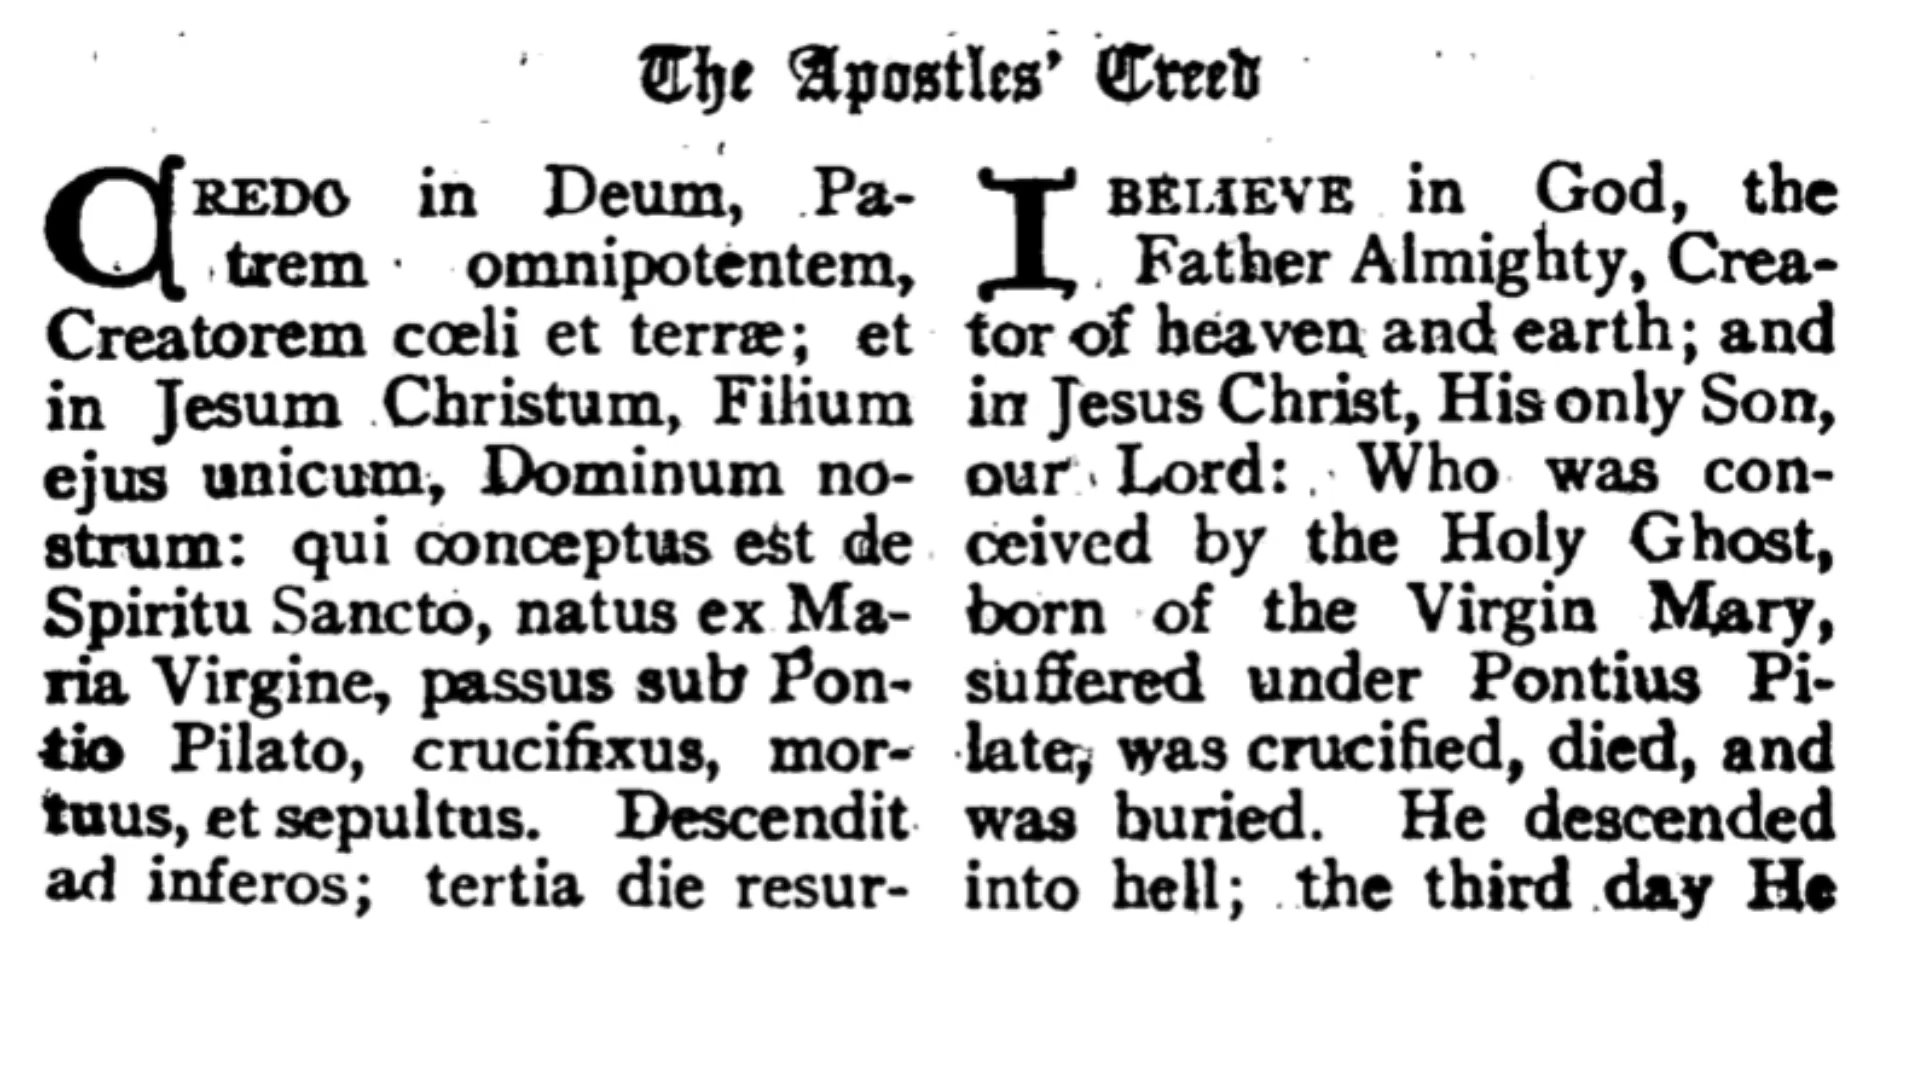 The Apostles' Creed
CREDO in Deum, Pa-
trem omnipotentem,
Creatorem cœli et terræ; et
in Jesum Christum, Filium
ejus unicum, Dominum no-
strum: qui conceptus est de
Spiritu Sancto, natus ex Ma-
ria Virgine, passus sub Pon-
tio Pilato, crucifixus, mor-
tuus, et sepultus. Descendit
ad inferos; tertia die resur-
I BELIEVE in God, the
Father Almighty, Crea-
tor of heaven and earth; and
in Jesus Christ, His only Son,
our Lord: Who was con-
ceived by the Holy Ghost,
born of the Virgin Mary,
suffered under Pontius Pi-
late, was crucified, died, and
was buried. He descended
into hell; the third day He